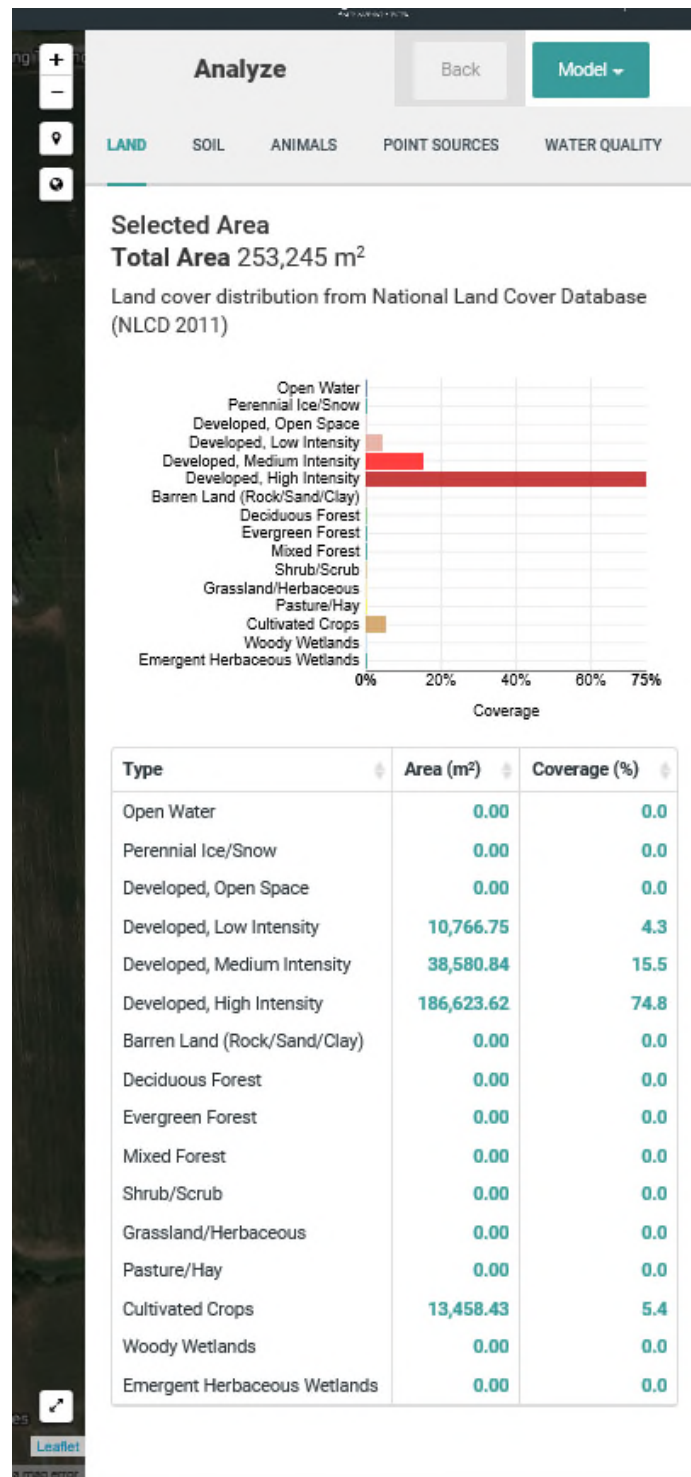 +
Analyze
Back
Model
−
LAND SOIL ANIMALS POINT SOURCES WATER QUALITY
Selected Area
Total Area 253,245 m²
Land cover distribution from National Land Cover Database
(NLCD 2011)
Open Water
Perennial Ice/Snow
Developed, Open Space
Developed, Low Intensity
Developed, Medium Intensity
Developed, High Intensity
Barren Land (Rock/Sand/Clay)
Deciduous Forest
Evergreen Forest
Mixed Forest
Shrub/Scrub
Grassland/Herbaceous
Pasture/Hay
Cultivated Crops
Woody Wetlands
Emergent Herbaceous Wetlands
0% 20% 40% 60% 75%
Coverage
Type Area (m²) Coverage (%)
Open Water 0.00 0.0
Perennial Ice/Snow 0.00 0.0
Developed, Open Space 0.00 0.0
Developed, Low Intensity 10,766.75 4.3
Developed, Medium Intensity 38,580.84 15.5
Developed, High Intensity 186,623.62 74.8
Barren Land (Rock/Sand/Clay) 0.00 0.0
Deciduous Forest 0.00 0.0
Evergreen Forest 0.00 0.0
Mixed Forest 0.00 0.0
Shrub/Scrub 0.00 0.0
Grassland/Herbaceous 0.00 0.0
Pasture/Hay 0.00 0.0
Cultivated Crops 13,458.43 5.4
Woody Wetlands 0.00 0.0
Emergent Herbaceous Wetlands 0.00 0.0
Leaflet
a map error